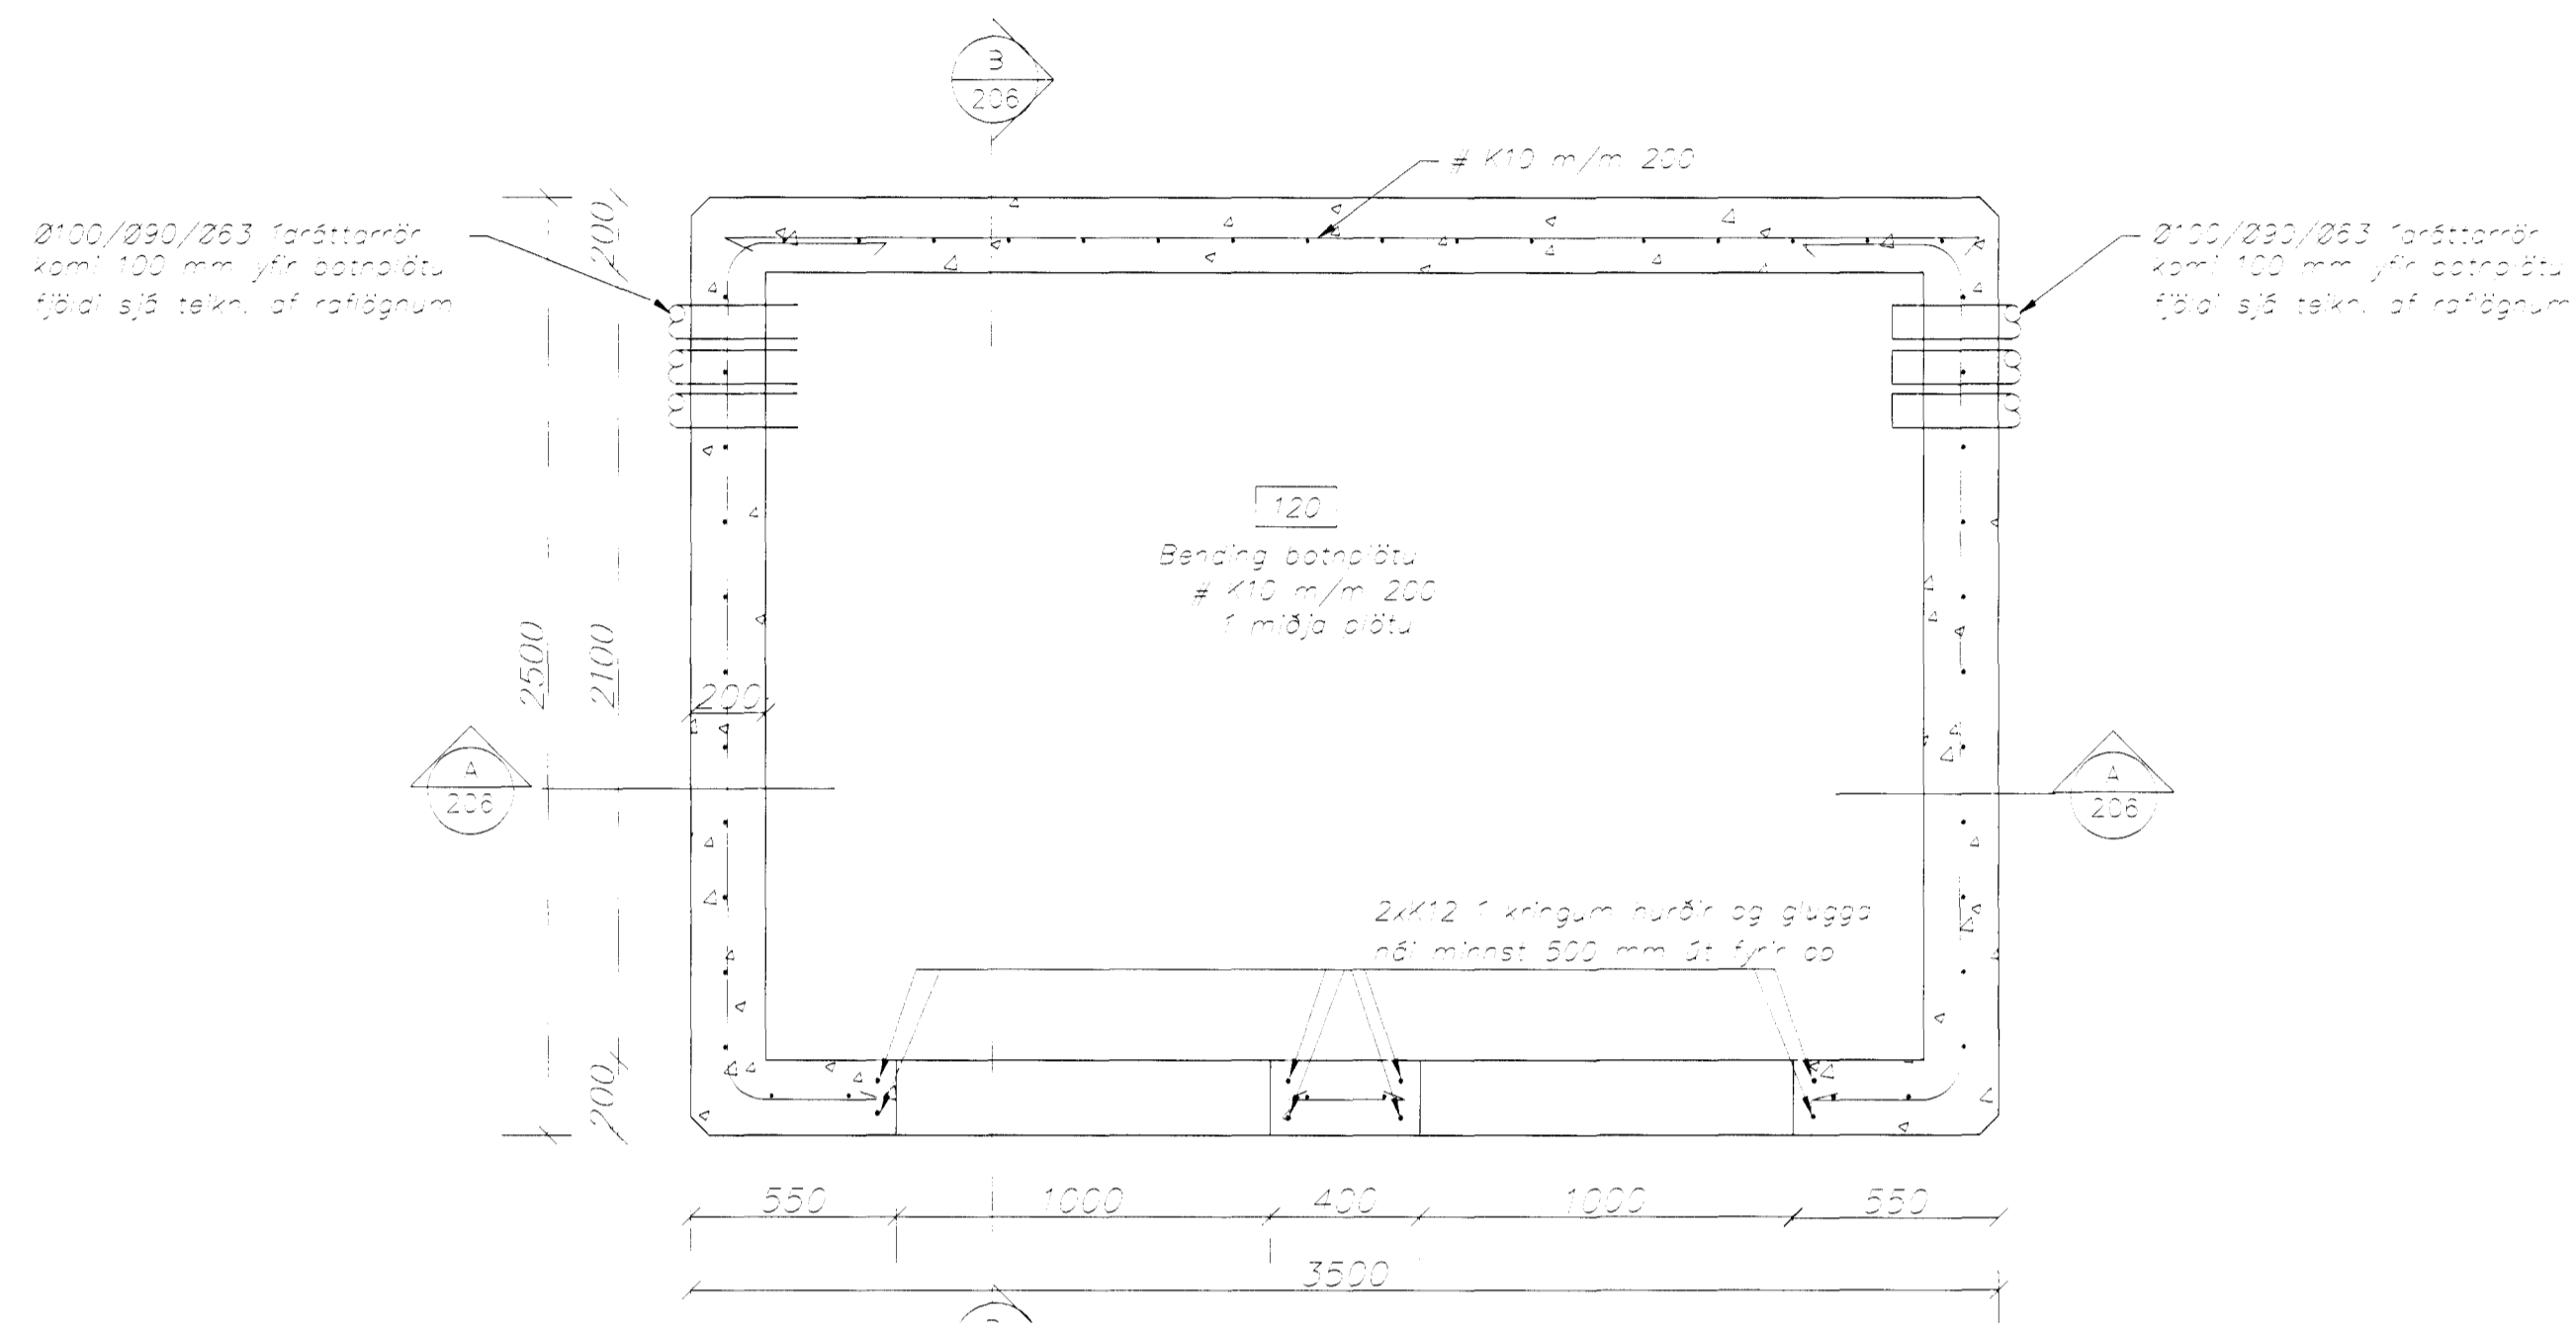 B
206
# K10 m/m 200
Ø100/Ø90/Ø63 ídráttarrör
komi 100 mm yfir botnplötu
fjöldi sjá teikn. af raflögnum
Ø100/Ø90/Ø63 ídráttarrör
komi 100 mm yfir botnplötu
fjöldi sjá teikn. af raflögnum
200
2500
2100
200
200
120
Bending botnplötu
# K10 m/m 200
í miðja plötu
A
206
A
206
2xK12 í kringum hurðir og glugga
nái minnst 500 mm út fyrir op
550
1000
400
1000
550
3500